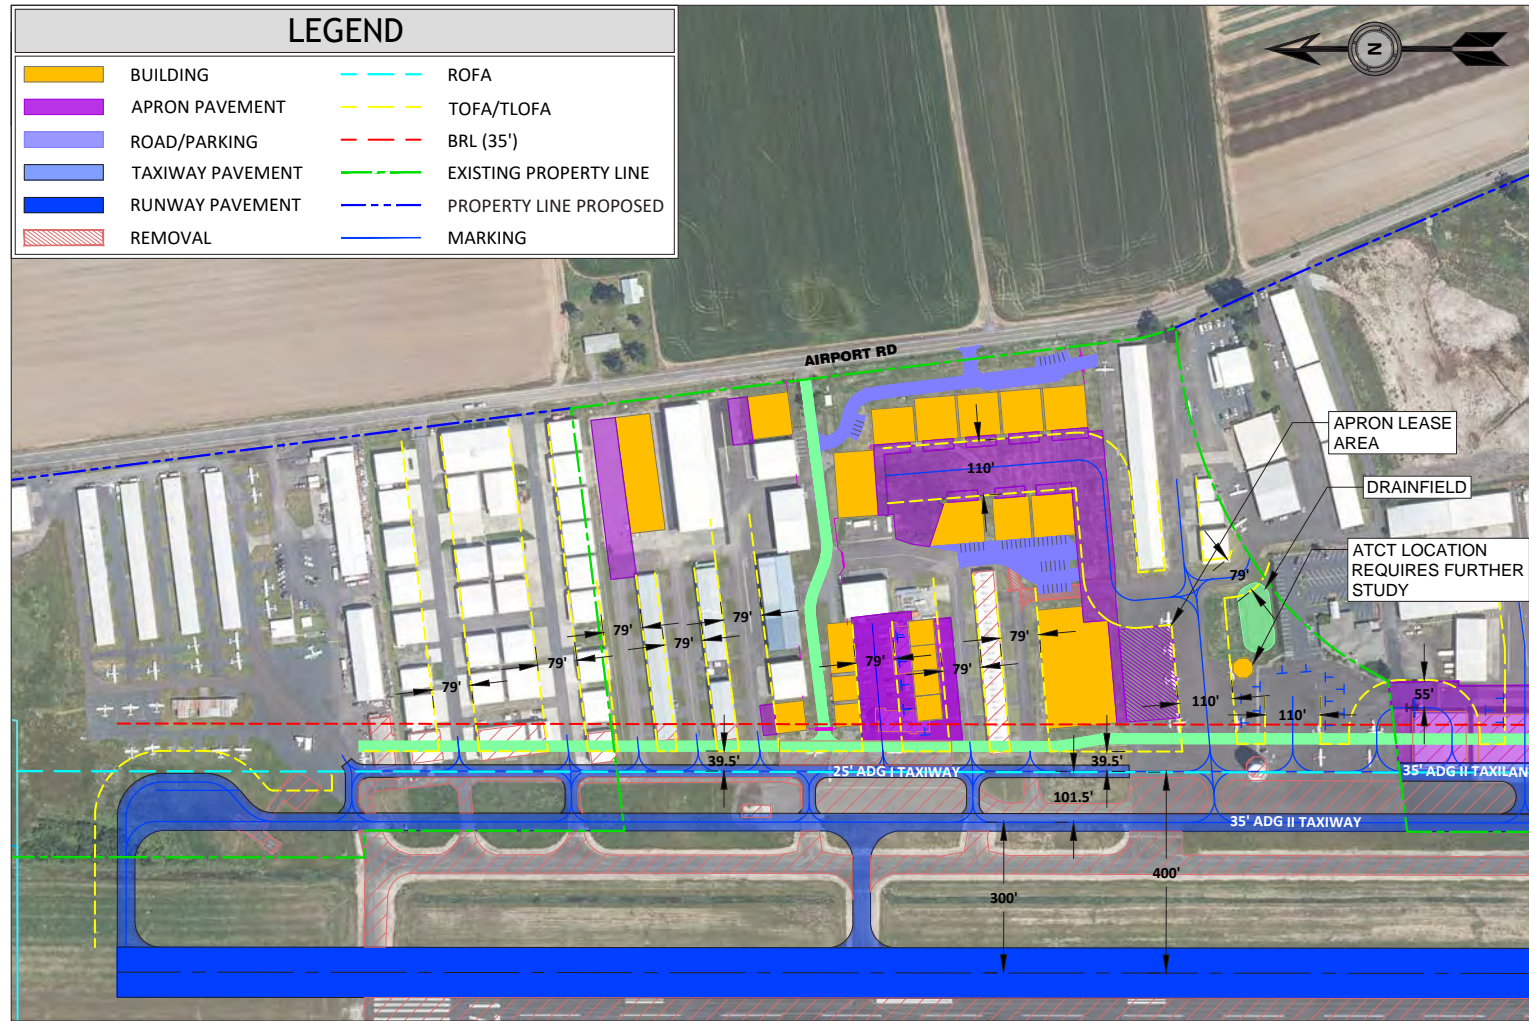 LEGEND
BUILDING
APRON PAVEMENT
ROAD/PARKING
TAXIWAY PAVEMENT
RUNWAY PAVEMENT
REMOVAL
ROFA
TOFA/TLOFA
BRL (35')
EXISTING PROPERTY LINE
PROPERTY LINE PROPOSED
MARKING
N
AIRPORT RD
APRON LEASE
AREA
DRAINFIELD
ATCT LOCATION
REQUIRES FURTHER
STUDY
110'
79'
79'
79'
79'
79'
79'
79'
79'
79'
110'
110'
55'
39.5'
39.5'
25' ADG I TAXIWAY
35' ADG II TAXILAN
101.5'
35' ADG II TAXIWAY
400'
300'